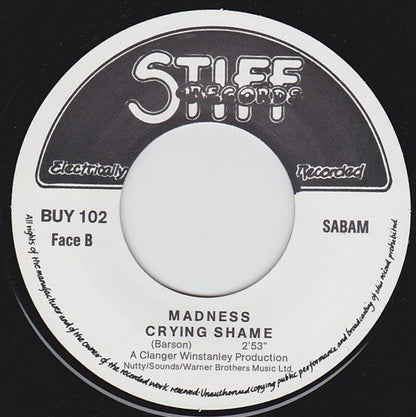 STIFF
RECORDS
Electrically Recorded
BUY 102
Face B
SABAM
MADNESS
CRYING SHAME
(Barson) 2'53"
A Clanger Winstanley Production
Nutty/Sounds/Warner Brothers Music Ltd.
All rights of the manufacturer and of the owner of the recorded work reserved. Unauthorised copying public performance and broadcasting of this record prohibited